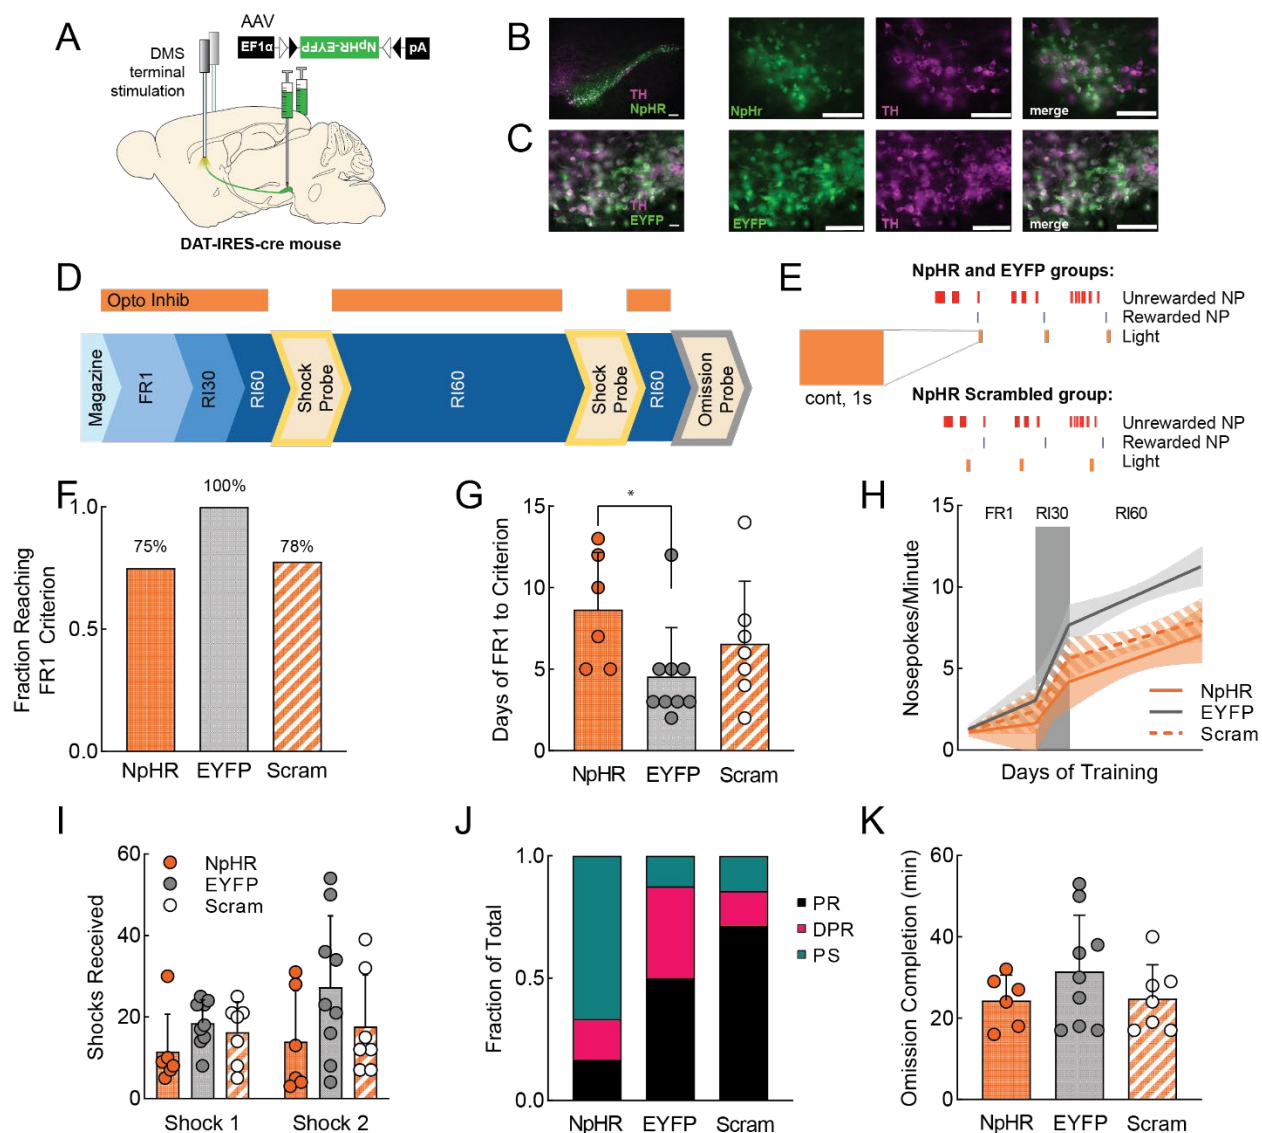 A
AAV
EF1α
NpHR-EYFP
pA
DMS
terminal
stimulation
DAT-IRES-cre mouse
B
TH
NpHR
NpHr
TH
merge
C
TH
EYFP
EYFP
TH
merge
D
Opto Inhib
Magazine
FR1
RI30
RI60
Shock
Probe
RI60
Shock
Probe
RI60
Omission
Probe
E
NpHR and EYFP groups:
Unrewarded NP
Rewarded NP
Light
cont, 1s
NpHR Scrambled group:
Unrewarded NP
Rewarded NP
Light
F
Fraction Reaching
FR1 Criterion
1.0
0.5
0.0
75%
100%
78%
NpHR EYFP Scram
G
Days of FR1 to Criterion
15
10
5
0
*
NpHR EYFP Scram
H
Nosepokes/Minute
15
10
5
0
FR1 RI30 RI60
NpHR
EYFP
Scram
Days of Training
I
Shocks Received
60
40
20
0
NpHR
EYFP
Scram
Shock 1 Shock 2
J
Fraction of Total
1.0
0.5
0.0
PR
DPR
PS
NpHR EYFP Scram
K
Omission Completion (min)
60
40
20
0
NpHR EYFP Scram